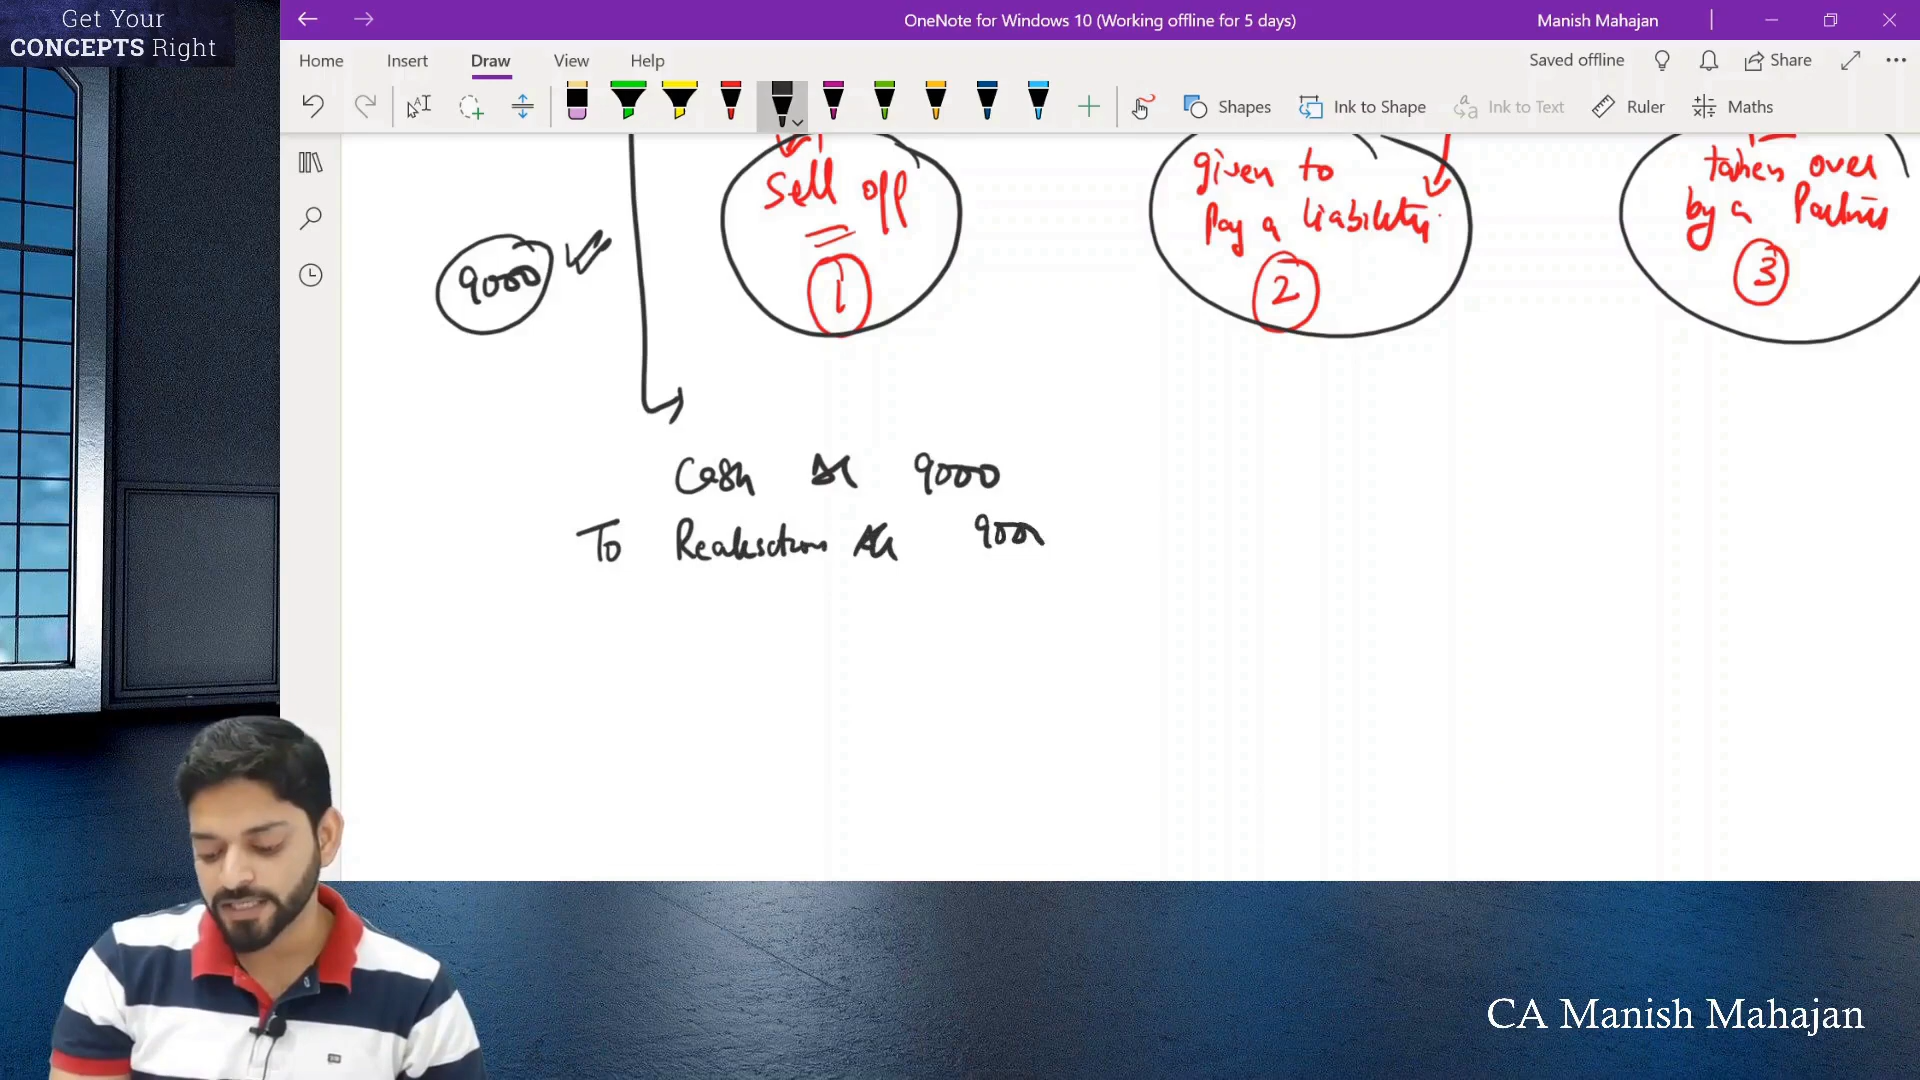 Get Your
CONCEPTS Right
OneNote for Windows 10 (Working offline for 5 days)
Manish Mahajan
Home Insert Draw View Help
Saved offline
Share
Shapes
Ink to Shape
Ink to Text
Ruler
Maths
Sell off
1
given to
Pay a liability
2
taken over
by a Partner
3
9000
Cash A/c 9000
To Realisation A/c 9000
CA Manish Mahajan